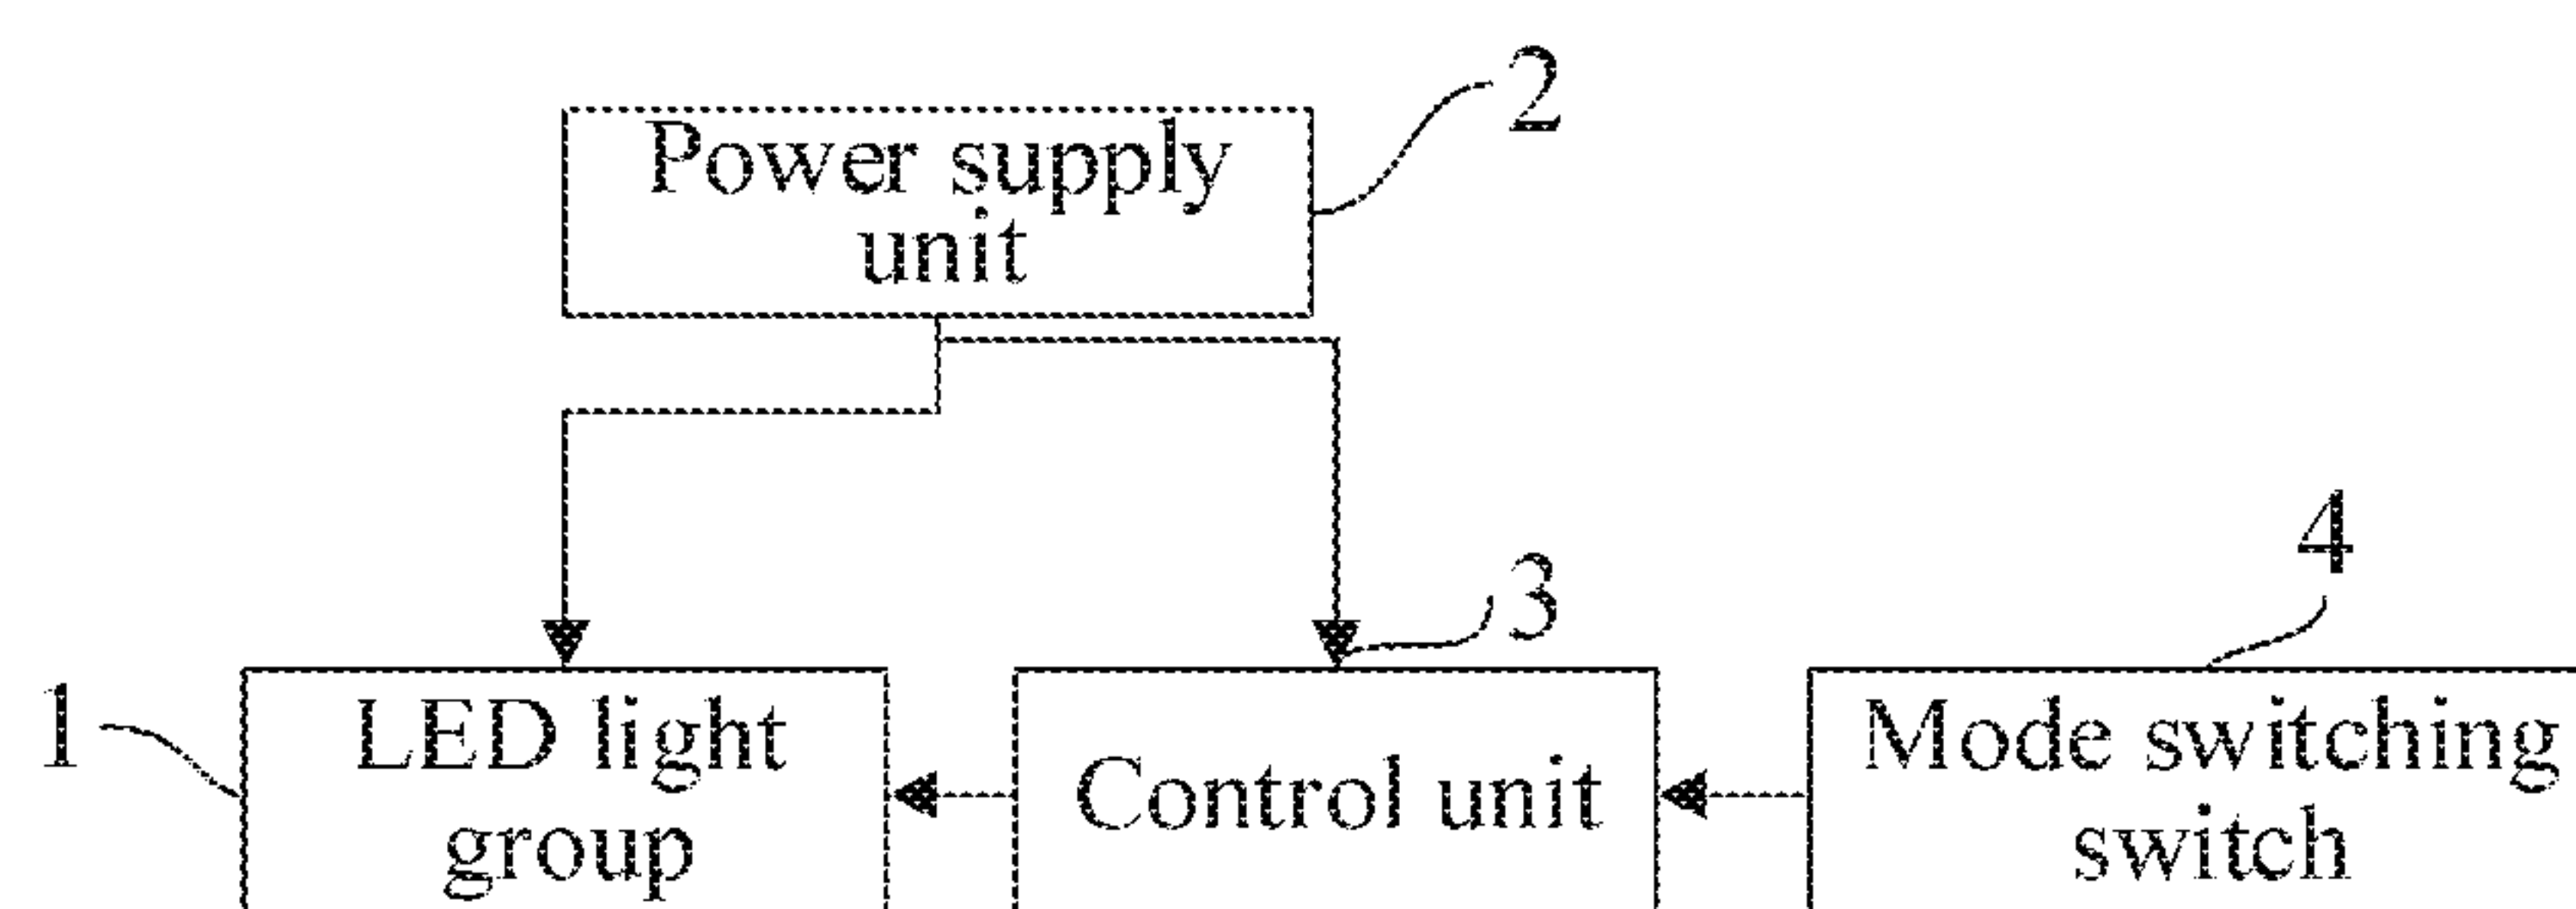 2
Power supply
unit
4
3
1
LED light
group
Control unit
Mode switching
switch